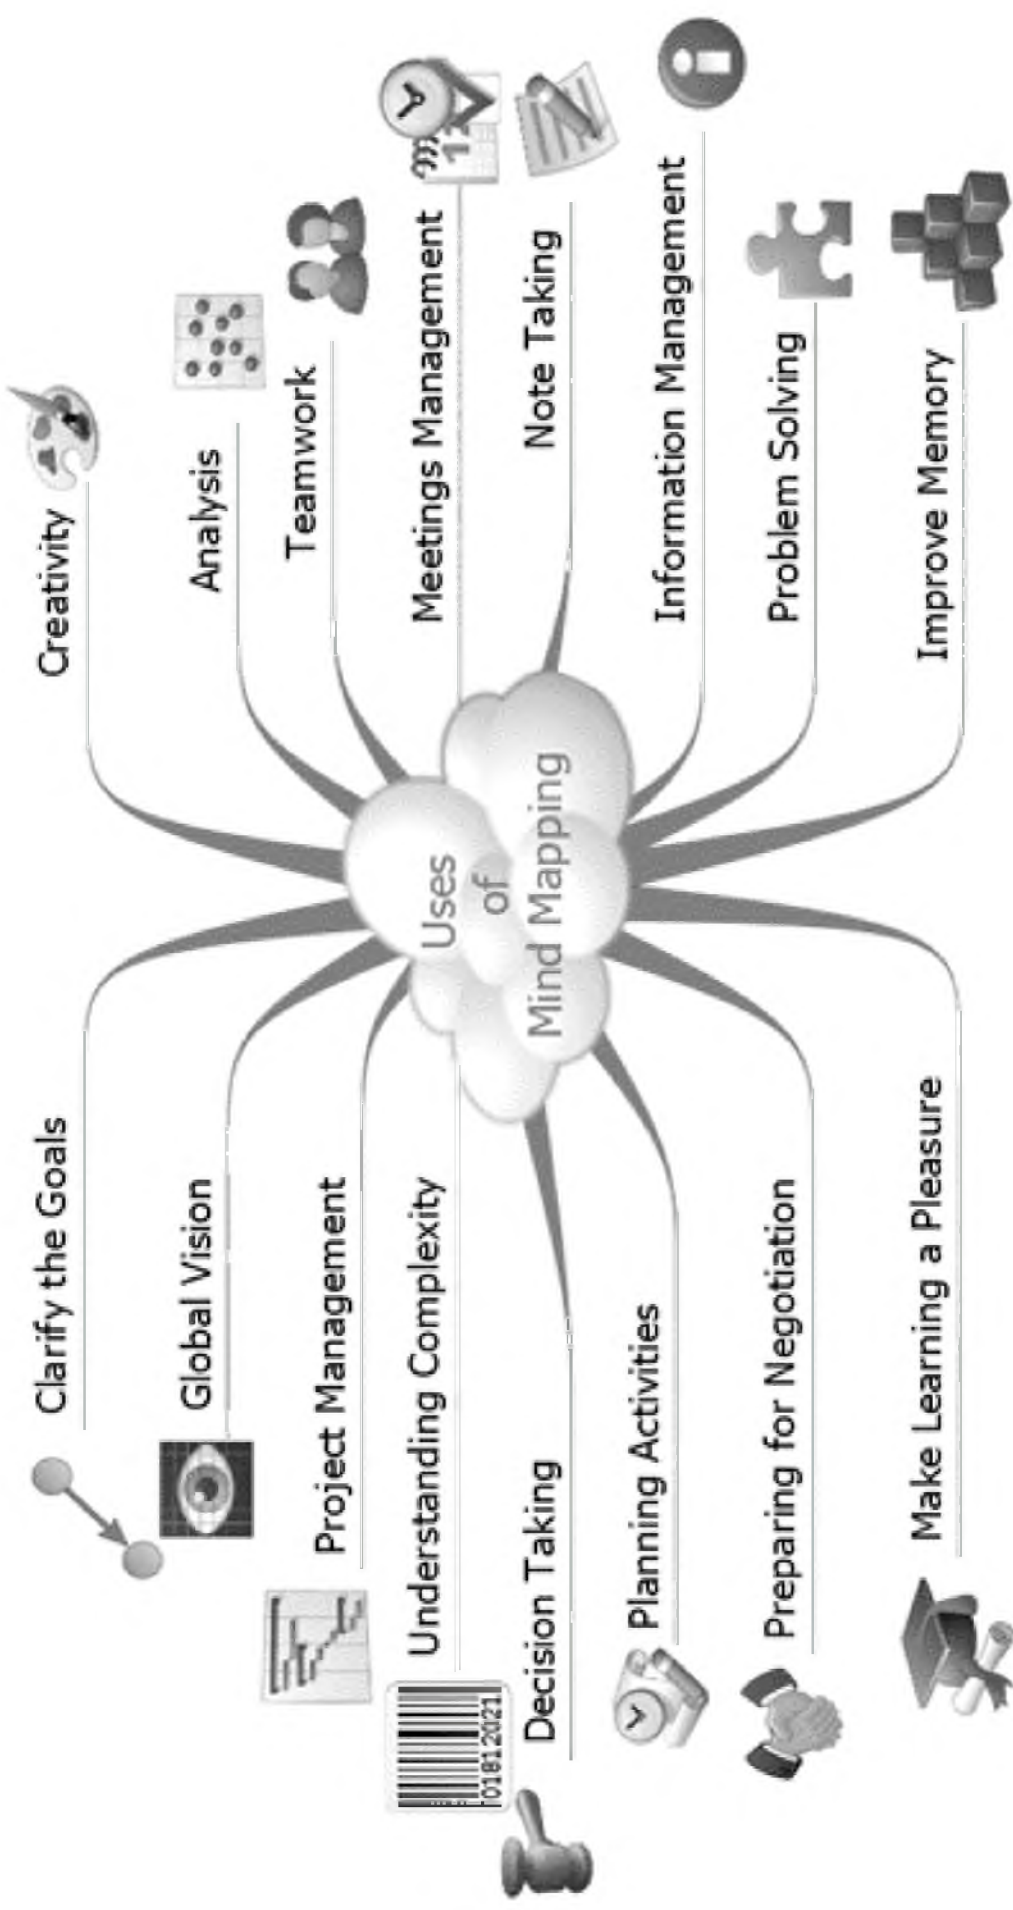 Clarify the Goals
Global Vision
Project Management
Understanding Complexity
Decision Taking
Planning Activities
Preparing for Negotiation
Make Learning a Pleasure
Uses
of
Mind Mapping
Creativity
Analysis
Teamwork
Meetings Management
Note Taking
Information Management
Problem Solving
Improve Memory
01812021